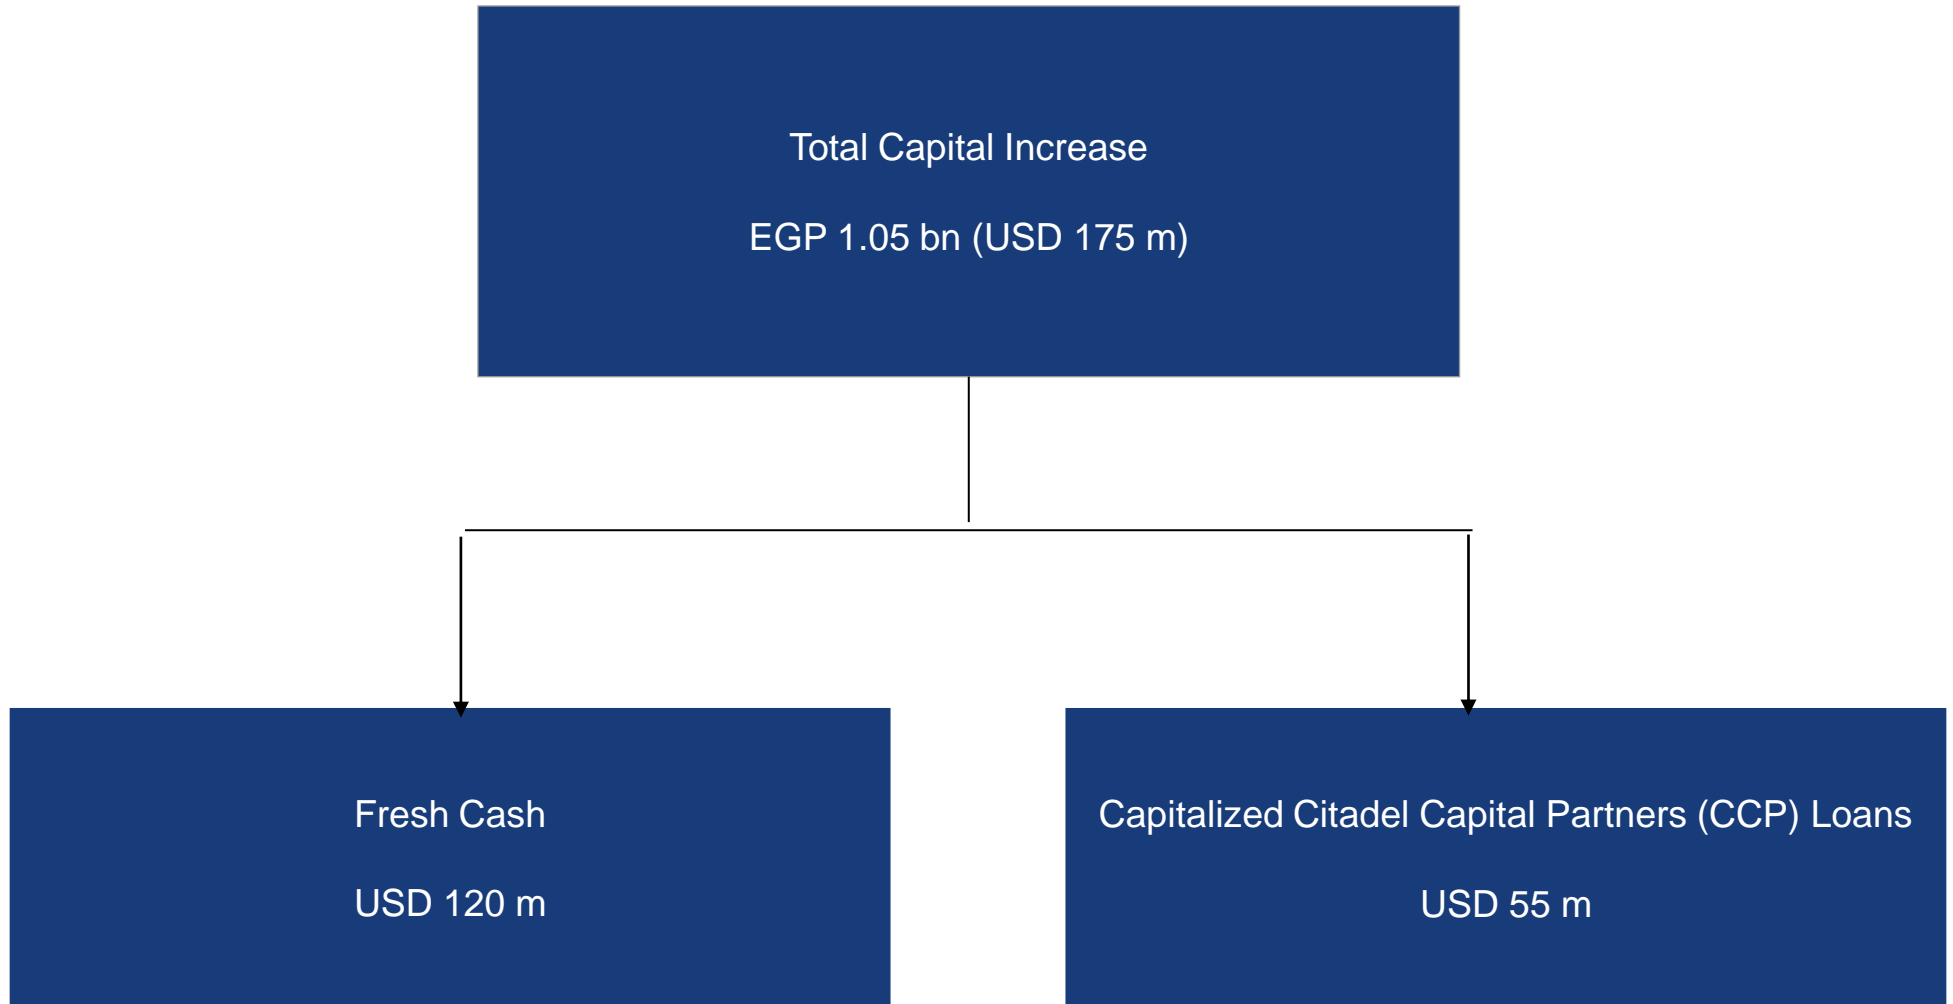 Total Capital Increase
EGP 1.05 bn (USD 175 m)
Fresh Cash
USD 120 m
Capitalized Citadel Capital Partners (CCP) Loans
USD 55 m